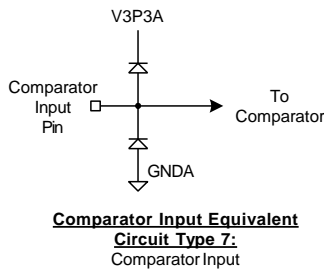 V3P3A
Comparator
Input
Pin
To
Comparator
GNDA
Comparator Input Equivalent
Circuit Type 7:
Comparator Input